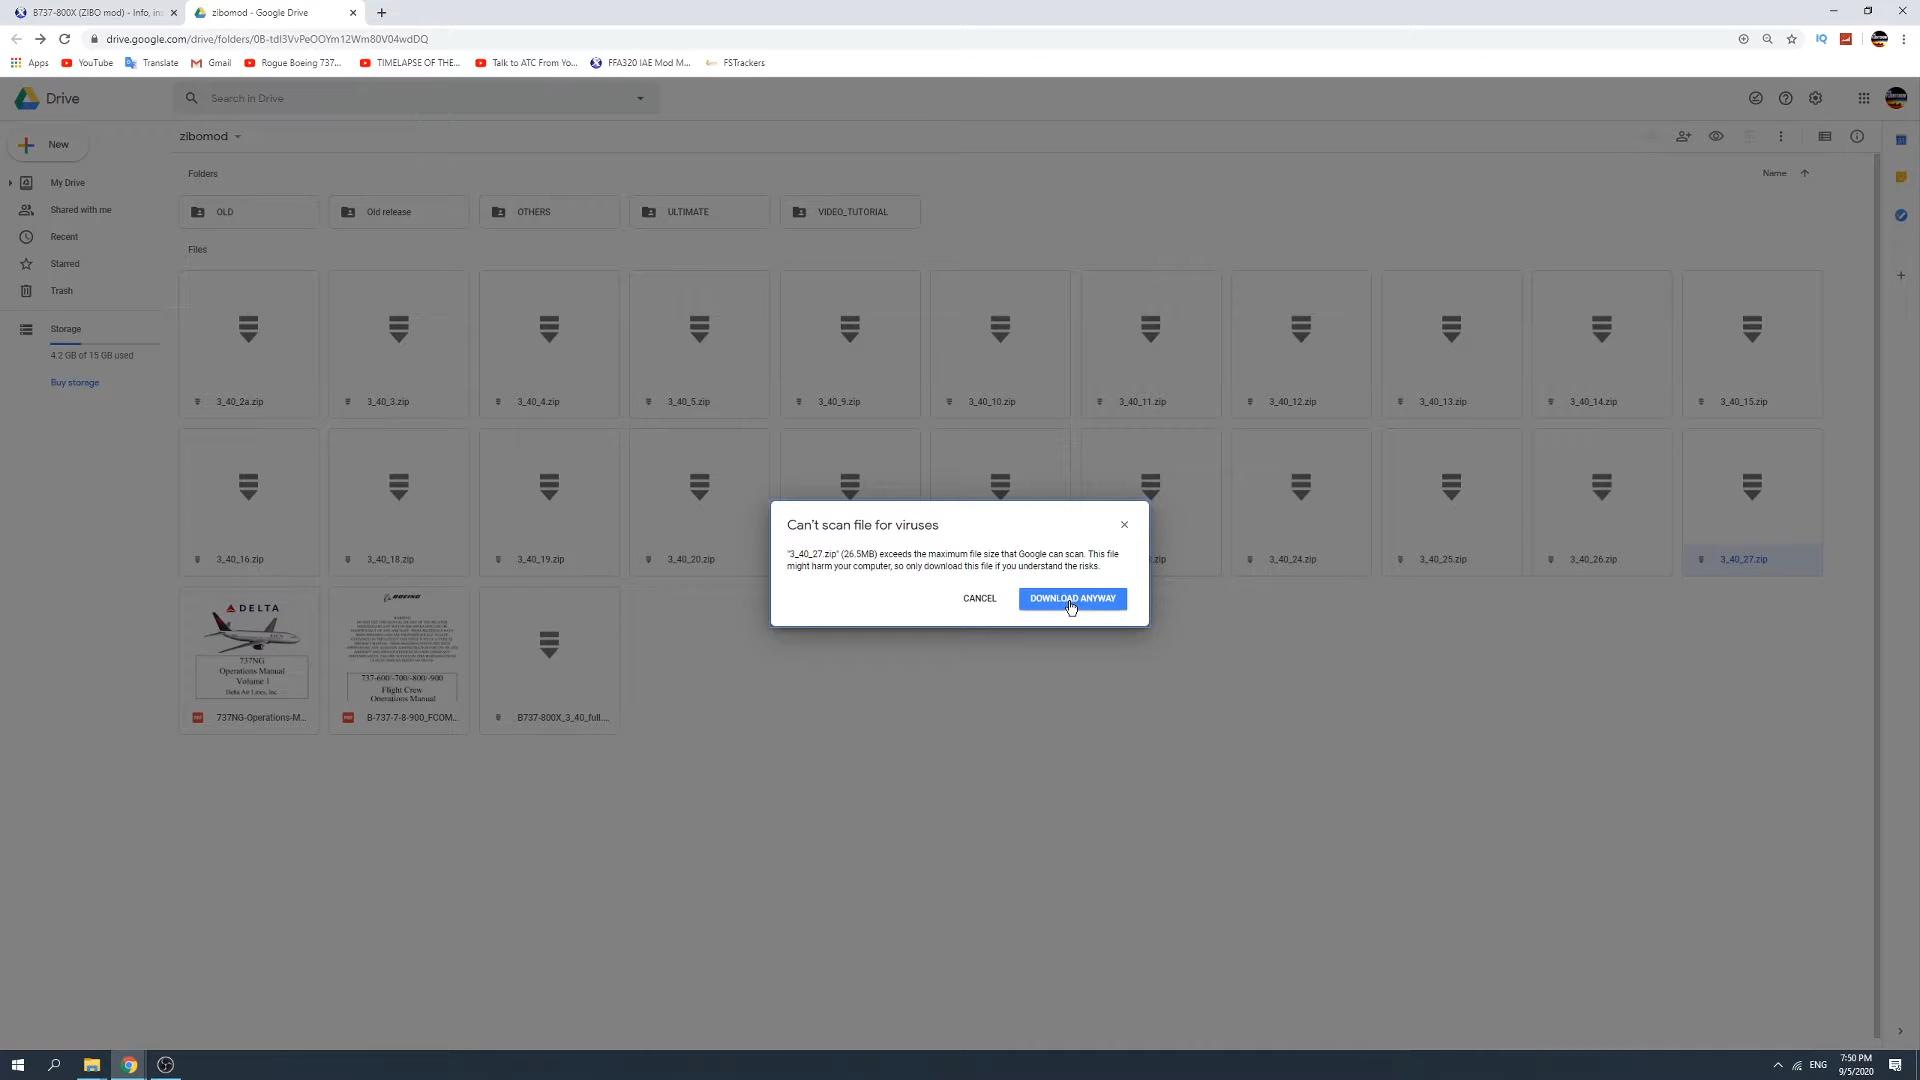 B737-800X (ZIBO mod) - Info, ins
zibomod - Google Drive
drive.google.com/drive/folders/0B-tdl3VvPeOOYm12Wm80V04wdDQ
Apps
YouTube
Translate
Gmail
Rogue Boeing 737...
TIMELAPSE OF THE...
Talk to ATC From Yo...
FFA320 IAE Mod M...
FSTrackers
Drive
Search in Drive
New
zibomod
My Drive
Shared with me
Recent
Starred
Trash
Storage
4.2 GB of 15 GB used
Buy storage
Folders
Name
OLD
Old release
OTHERS
ULTIMATE
VIDEO_TUTORIAL
Files
3_40_2a.zip
3_40_3.zip
3_40_4.zip
3_40_5.zip
3_40_9.zip
3_40_10.zip
3_40_11.zip
3_40_12.zip
3_40_13.zip
3_40_14.zip
3_40_15.zip
3_40_16.zip
3_40_18.zip
3_40_19.zip
3_40_20.zip
.zip
3_40_24.zip
3_40_25.zip
3_40_26.zip
3_40_27.zip
Can't scan file for viruses
"3_40_27.zip" (26.5MB) exceeds the maximum file size that Google can scan. This file
might harm your computer, so only download this file if you understand the risks.
CANCEL
DOWNLOAD ANYWAY
DELTA
737NG
Operations Manual
Volume 1
Delta Air Lines, Inc.
737NG-Operations-M...
BOEING
737-600/-700/-800/-900
Flight Crew
Operations Manual
B-737-7-8-900_FCOM...
B737-800X_3_40_full....
ENG
7:50 PM
9/5/2020